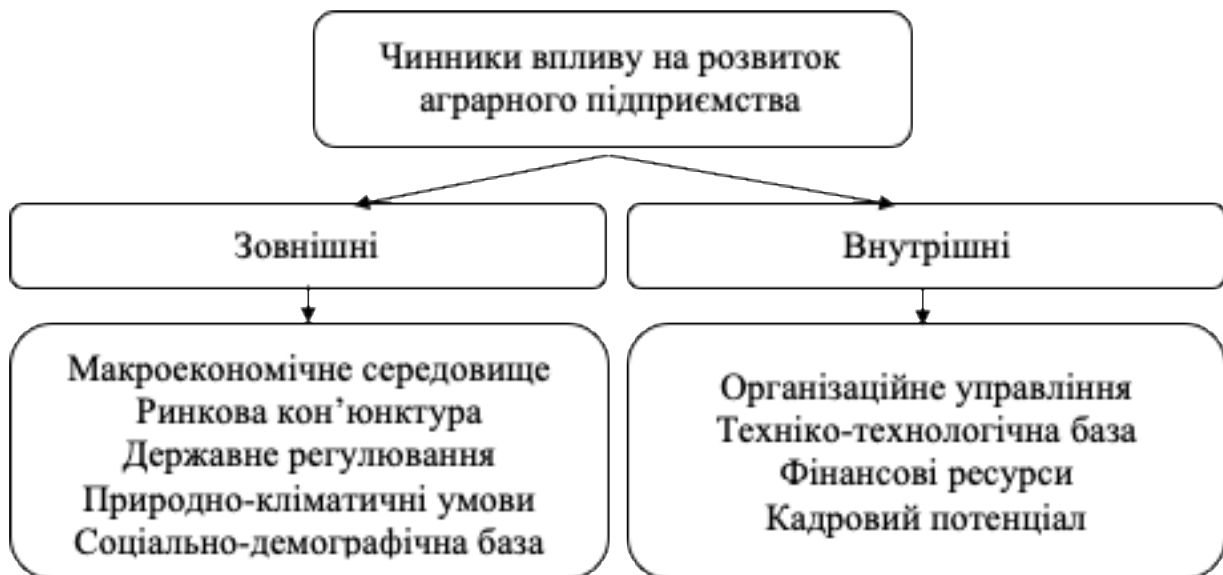 Чинники впливу на розвиток
аграрного підприємства
Зовнішні
Внутрішні
Макроекономічне середовище
Ринкова кон’юнктура
Державне регулювання
Природно-кліматичні умови
Соціально-демографічна база
Організаційне управління
Техніко-технологічна база
Фінансові ресурси
Кадровий потенціал